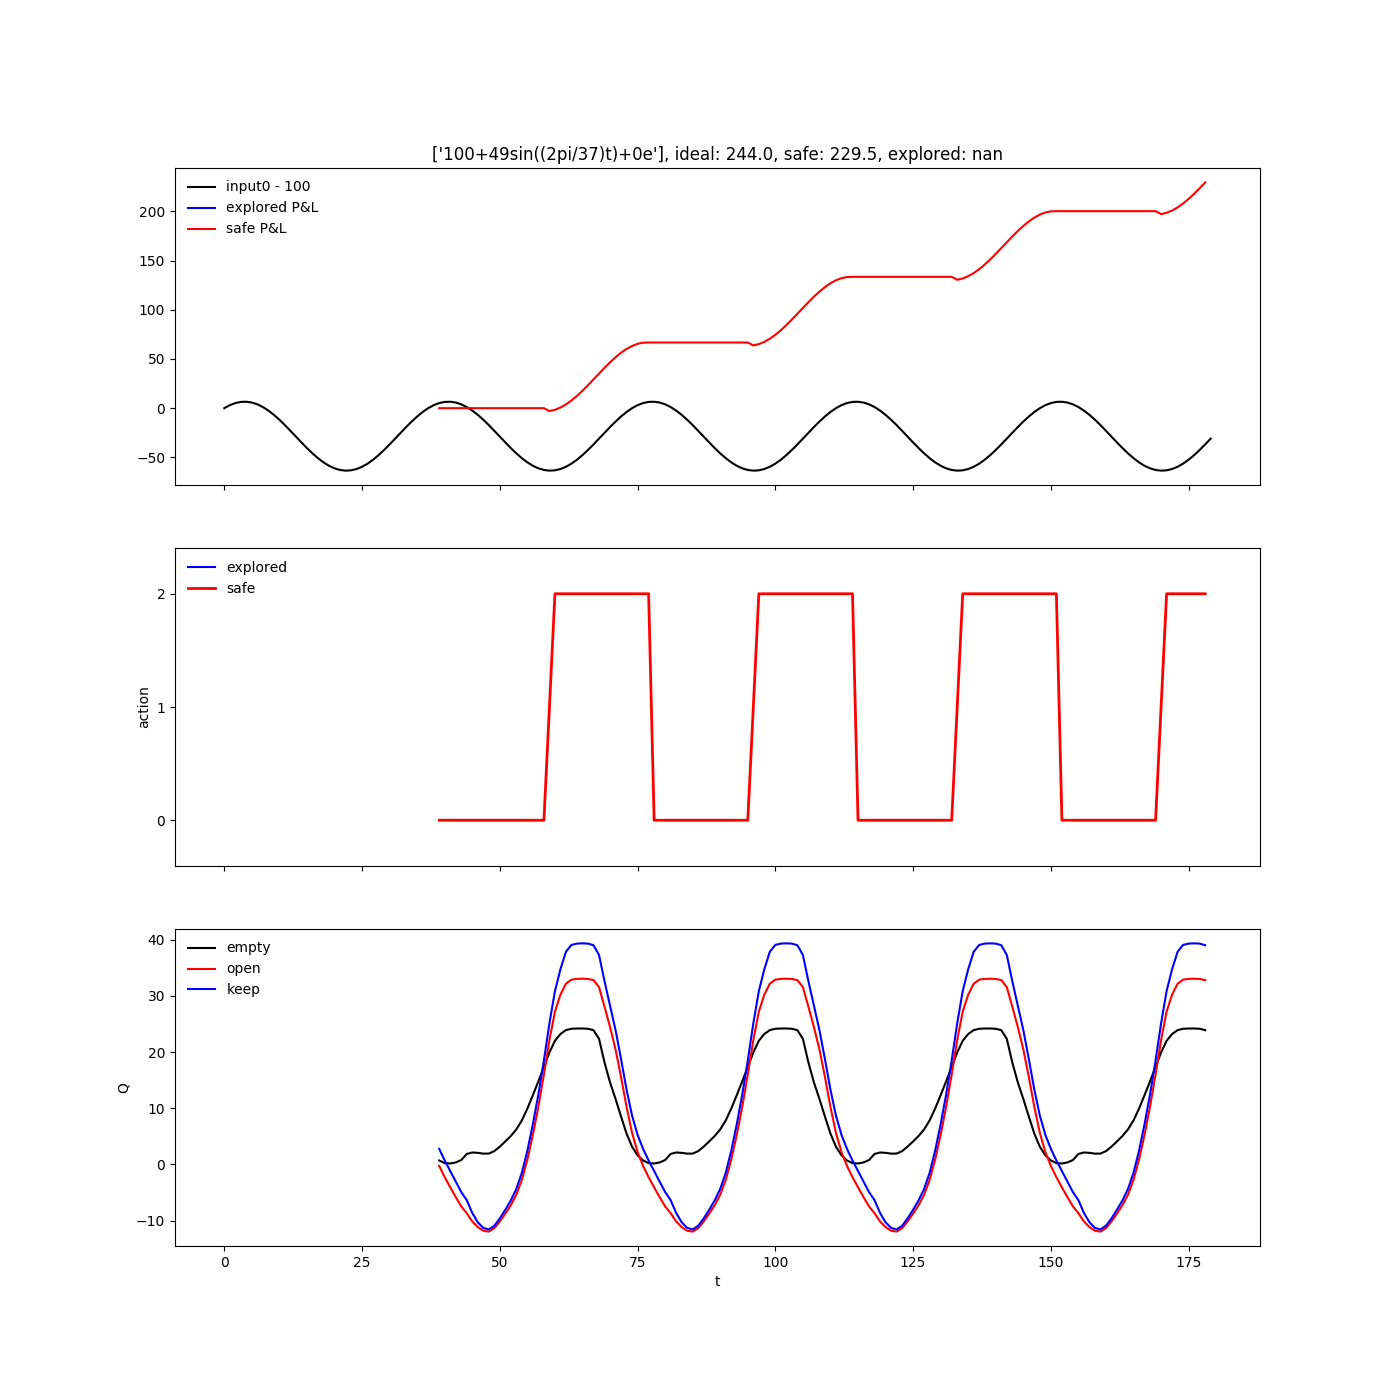 ['100+49sin((2pi/37)t)+0e'], ideal: 244.0, safe: 229.5, explored: nan
input0 - 100
explored P&L
safe P&L
200
150
100
50
0
−50
explored
safe
2
1
0
action
empty
open
keep
40
30
20
10
0
−10
Q
0 25 50 75 100 125 150 175
t